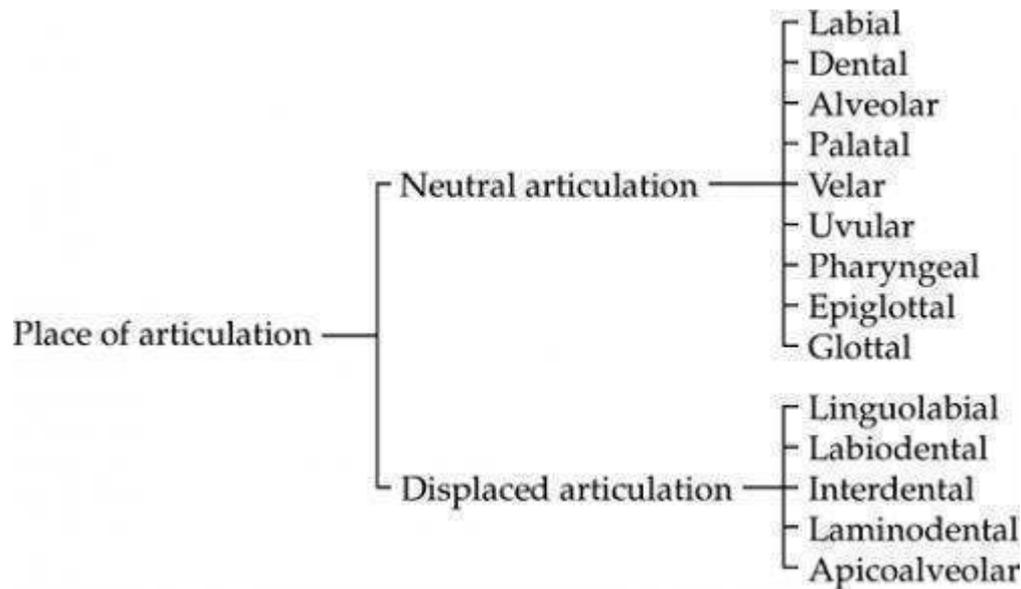 Labial
Dental
Alveolar
Palatal
Neutral articulation
Velar
Uvular
Pharyngeal
Epiglottal
Place of articulation
Glottal
Linguolabial
Labiodental
Displaced articulation
Interdental
Laminodental
Apicoalveolar